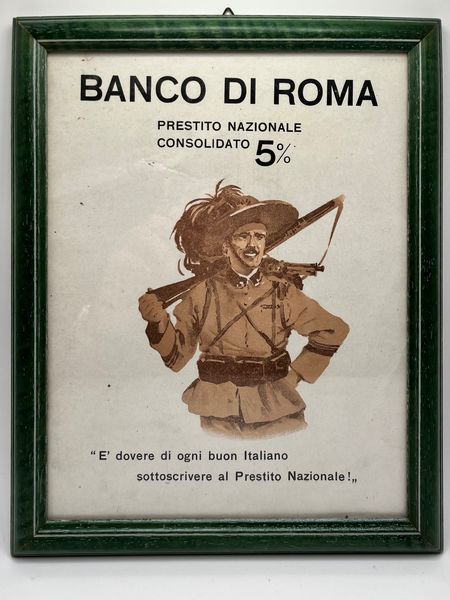 BANCO DI ROMA
PRESTITO NAZIONALE
CONSOLIDATO 5%
“E' dovere di ogni buon Italiano
sottoscrivere al Prestito Nazionale!„